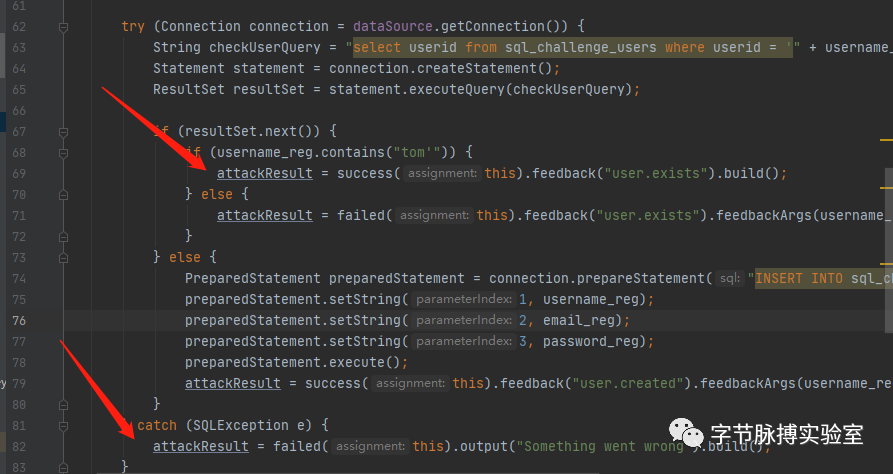 61
62 try (Connection connection = dataSource.getConnection()) {
63 String checkUserQuery = "select userid from sql_challenge_users where userid = '" + username_
64 Statement statement = connection.createStatement();
65 ResultSet resultSet = statement.executeQuery(checkUserQuery);
66
67 if (resultSet.next()) {
68 if (username_reg.contains("tom'")) {
69 attackResult = success( assignment: this).feedback("user.exists").build();
70 } else {
71 attackResult = failed( assignment: this).feedback("user.exists").feedbackArgs(username_
72 }
73 } else {
74 PreparedStatement preparedStatement = connection.prepareStatement( sql: "INSERT INTO sql_ch
75 preparedStatement.setString( parameterIndex: 1, username_reg);
76 preparedStatement.setString( parameterIndex: 2, email_reg);
77 preparedStatement.setString( parameterIndex: 3, password_reg);
78 preparedStatement.execute();
79 attackResult = success( assignment: this).feedback("user.created").feedbackArgs(username_re
80 }
81 } catch (SQLException e) {
82 attackResult = failed( assignment: this).output("Something went wrong").build();
83 }
ey
字节脉搏实验室